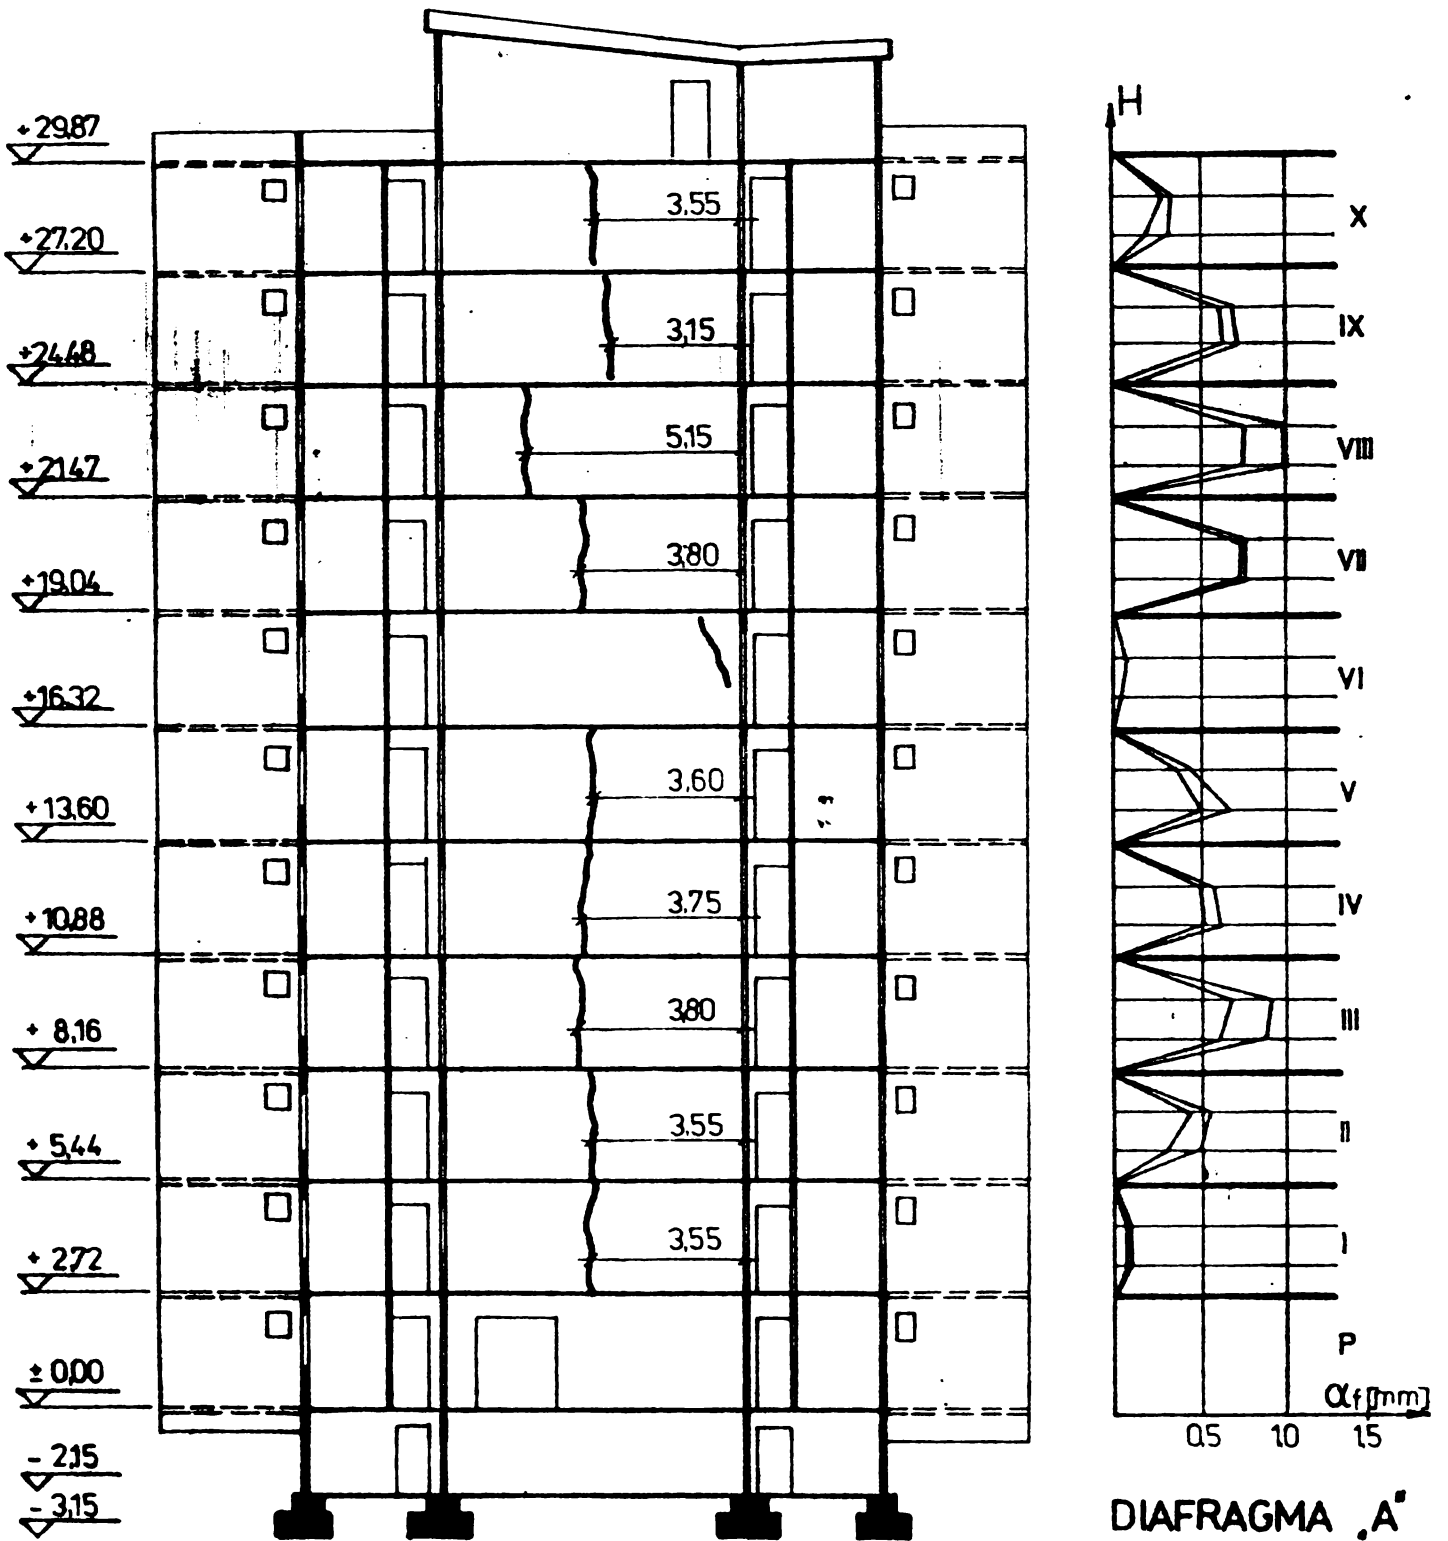 H
+29.87
X
3,55
+27,20
IX
3,15
+24,48
VIII
5,15
+21,47
VII
3,80
+19,04
VI
+16,32
V
3,60
+13,60
IV
3,75
+10,88
III
3,80
+ 8,16
II
3,55
+ 5,44
I
3,55
+ 2,72
P
± 0,00
αf [mm]
0.5 1.0 1.5
- 2,15
- 3,15
DIAFRAGMA „A"